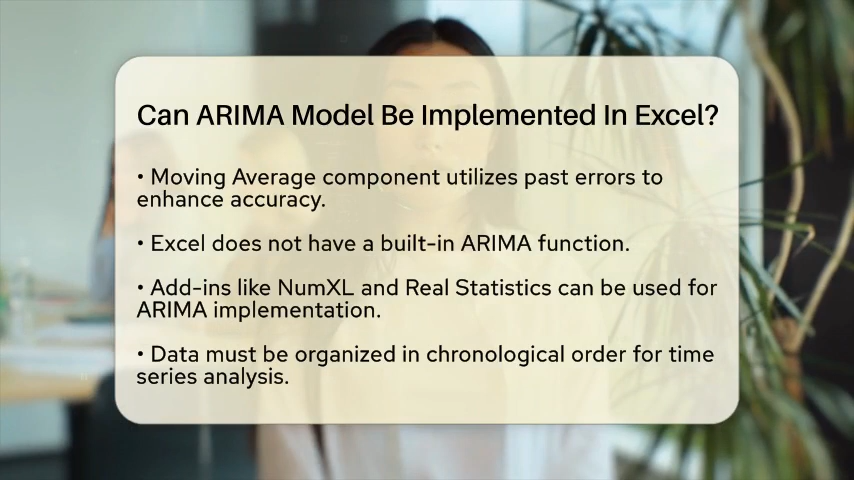 Can ARIMA Model Be Implemented In Excel?
• Moving Average component utilizes past errors to
enhance accuracy.
• Excel does not have a built-in ARIMA function.
• Add-ins like NumXL and Real Statistics can be used for
ARIMA implementation.
• Data must be organized in chronological order for time
series analysis.